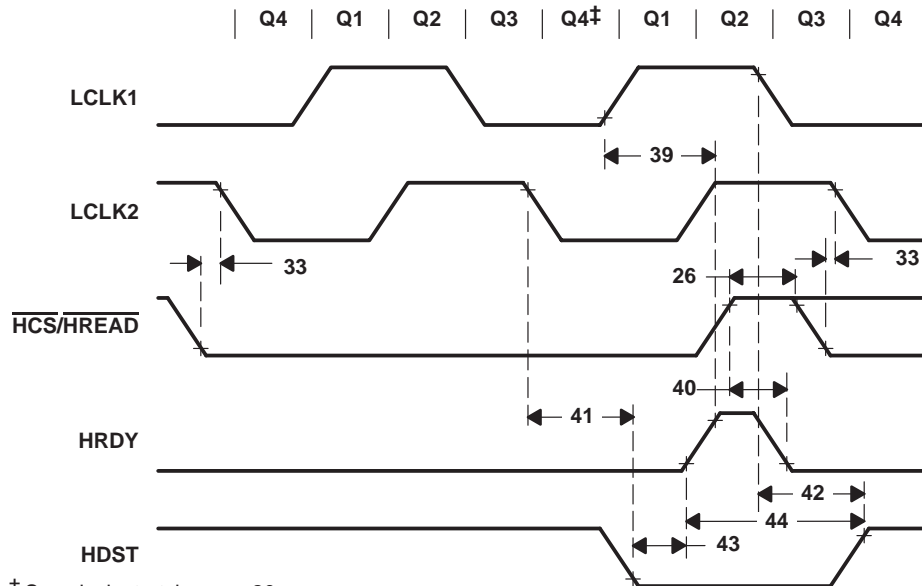 Q4 Q1 Q2 Q3 Q4‡ Q1 Q2 Q3 Q4
LCLK1
39
LCLK2
33
26
33
HCS/HREAD
40
41
HRDY
42
44
43
HDST